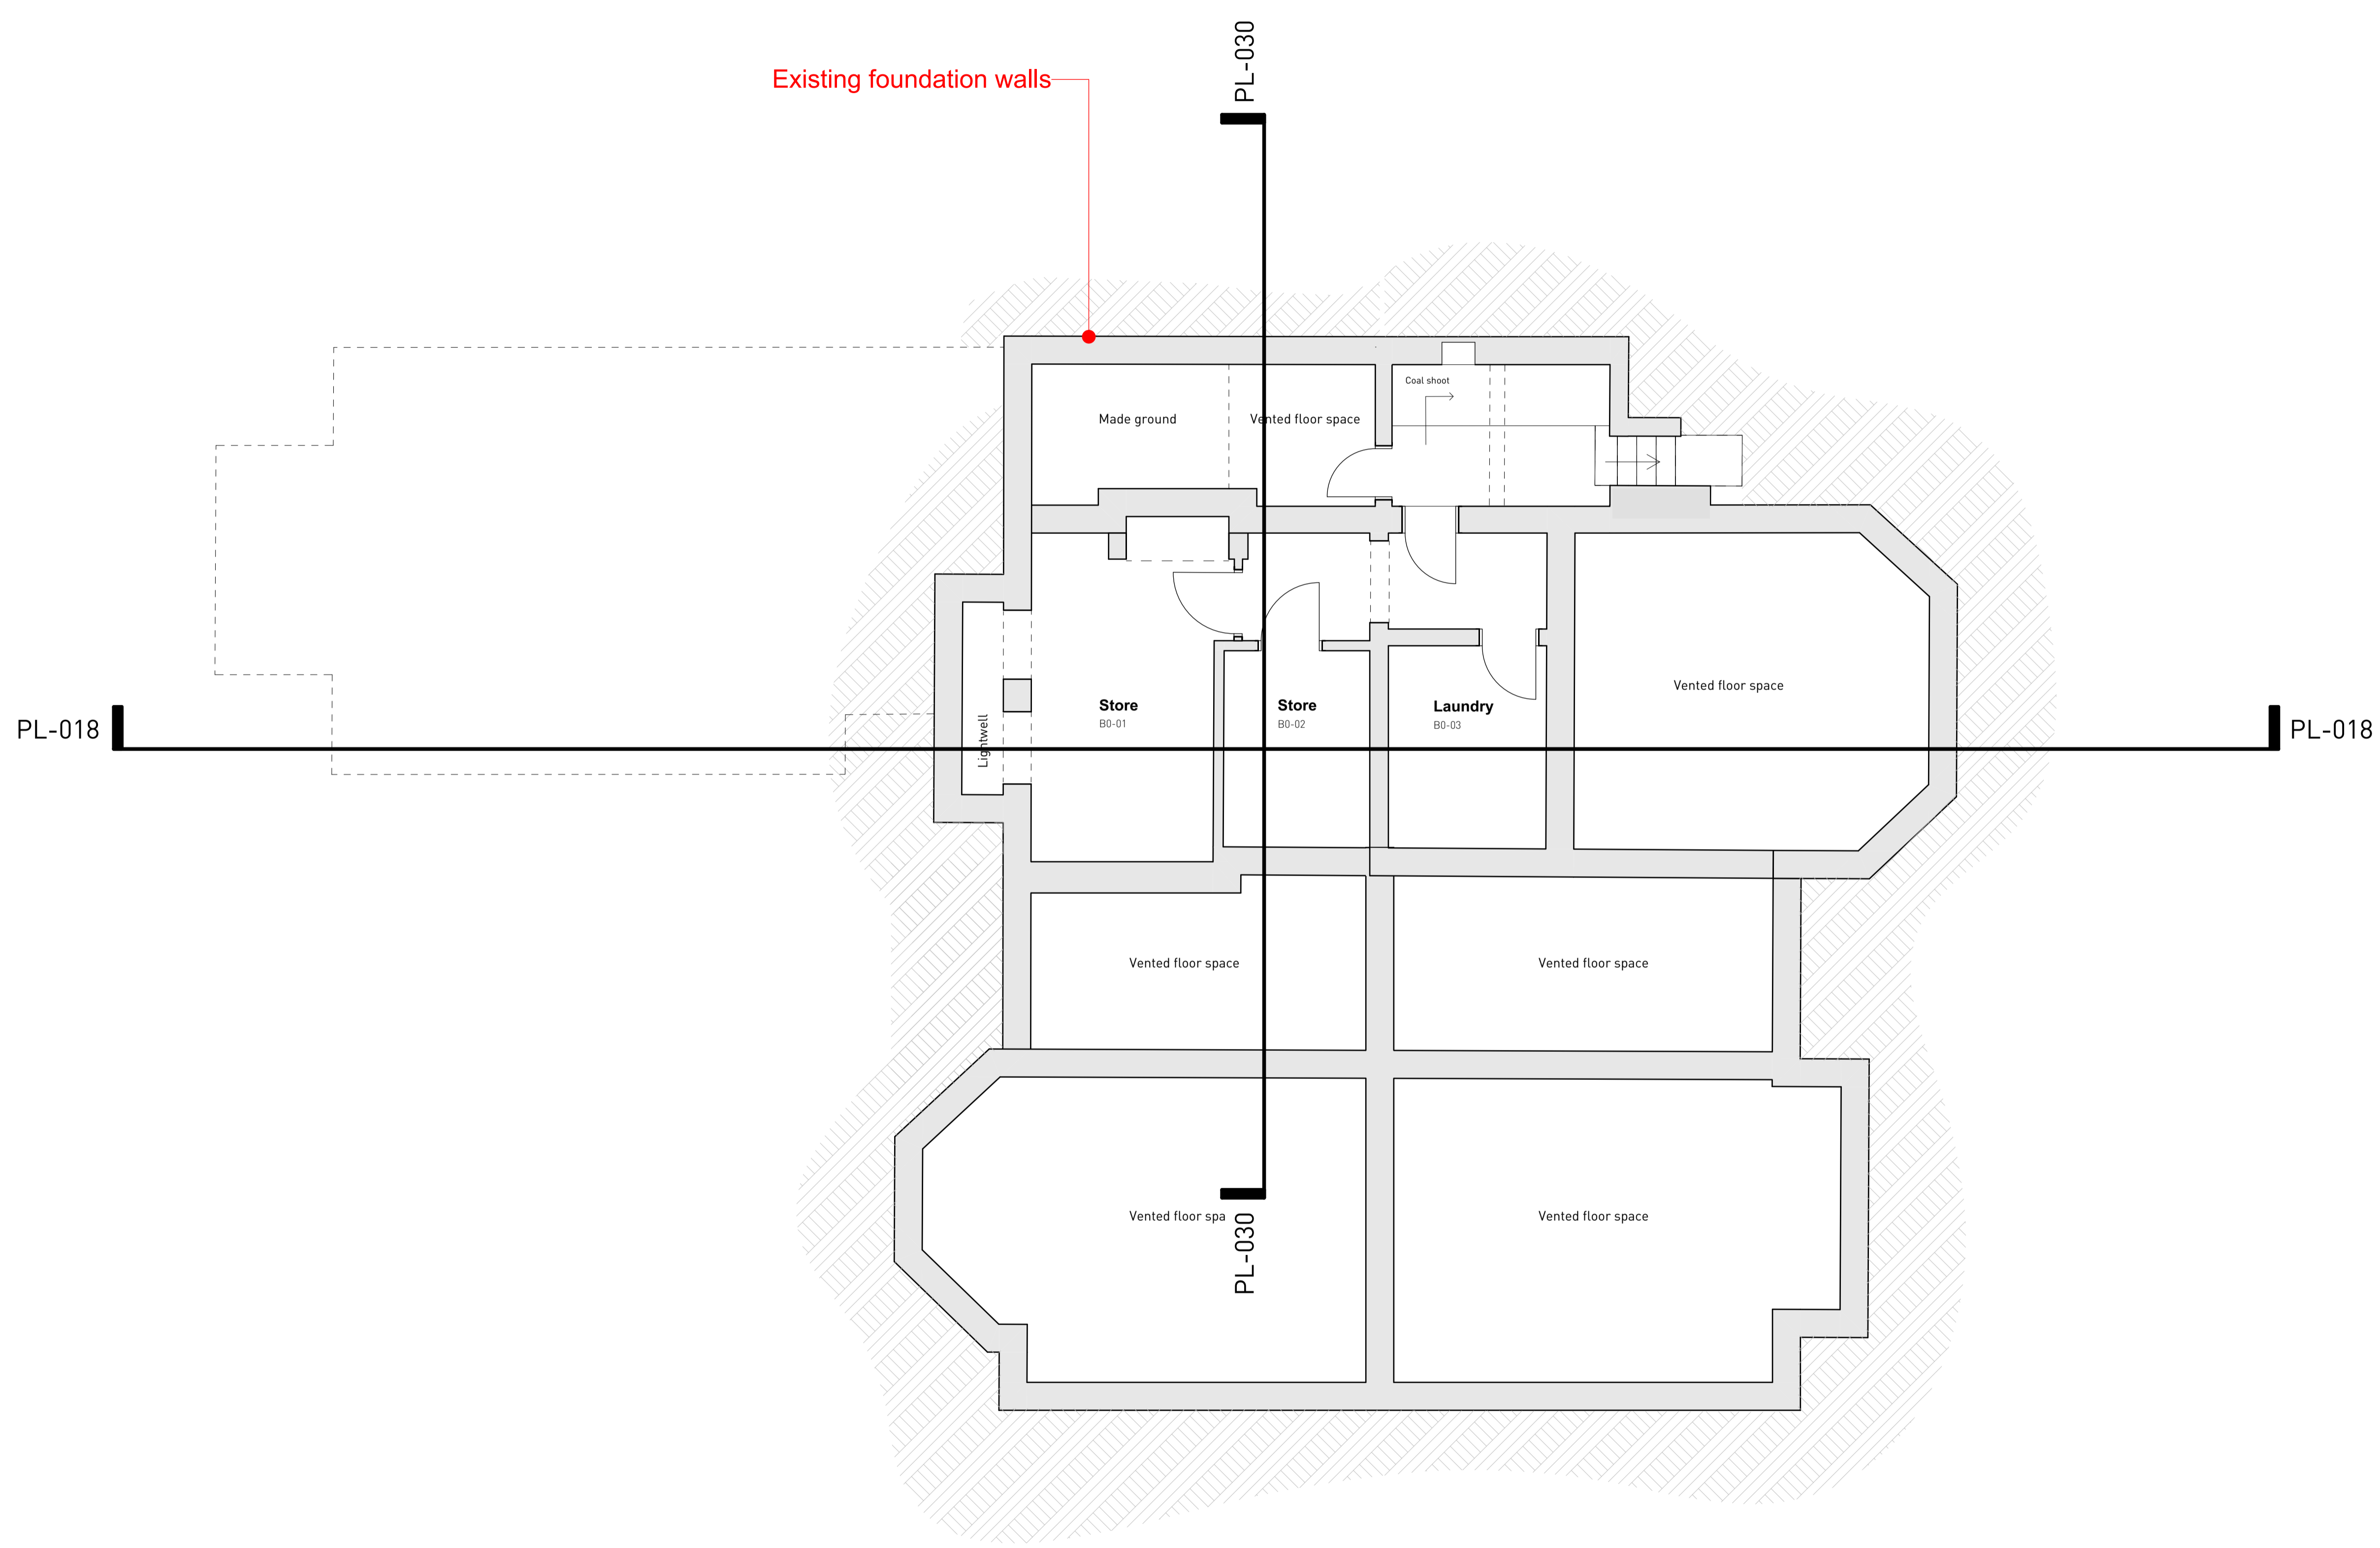 PL-030
Existing foundation walls
Coal shoot
Made ground
Vented floor space
Vented floor space
Store
B0-01
Store
B0-02
Laundry
B0-03
Lightwell
PL-018
PL-018
Vented floor space
Vented floor space
Vented floor spa
Vented floor space
PL-030